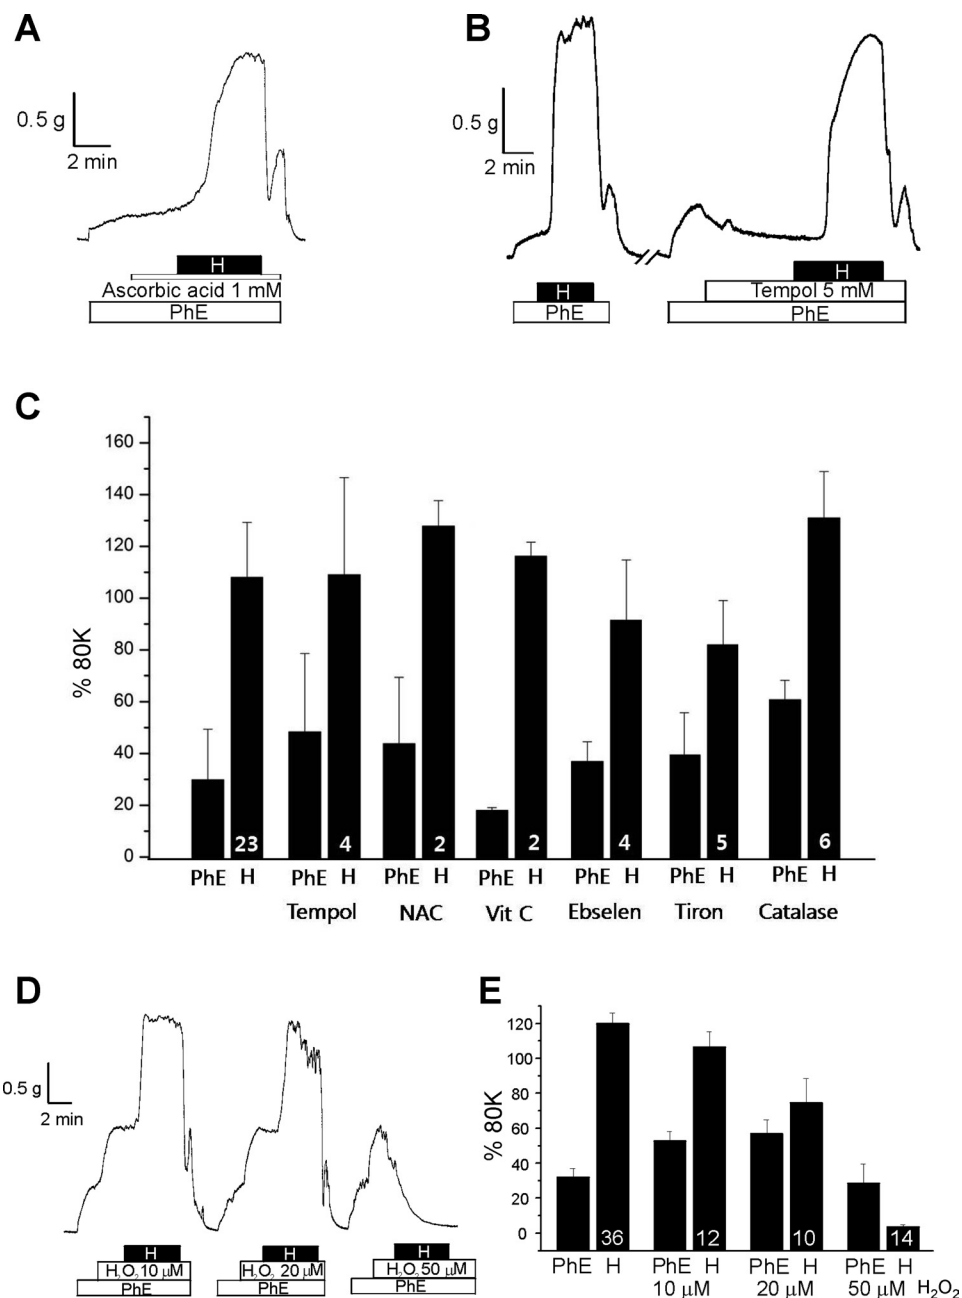 A
0.5 g
2 min
H
Ascorbic acid 1 mM
PhE
B
0.5 g
2 min
H
PhE
H
Tempol 5 mM
PhE
C
% 80K
160
140
120
100
80
60
40
20
0
23 4 2 2 4 5 6
PhE H PhE H PhE H PhE H PhE H PhE H PhE H
Tempol NAC Vit C Ebselen Tiron Catalase
D
0.5 g
2 min
H H H
H₂O₂10 µM H₂O₂ 20 µM H₂O₂50 µM
PhE PhE PhE
E
% 80K
120
100
80
60
40
20
0
36 12 10 14
PhE H PhE H PhE H PhE H
10 µM 20 µM 50 µM H₂O₂